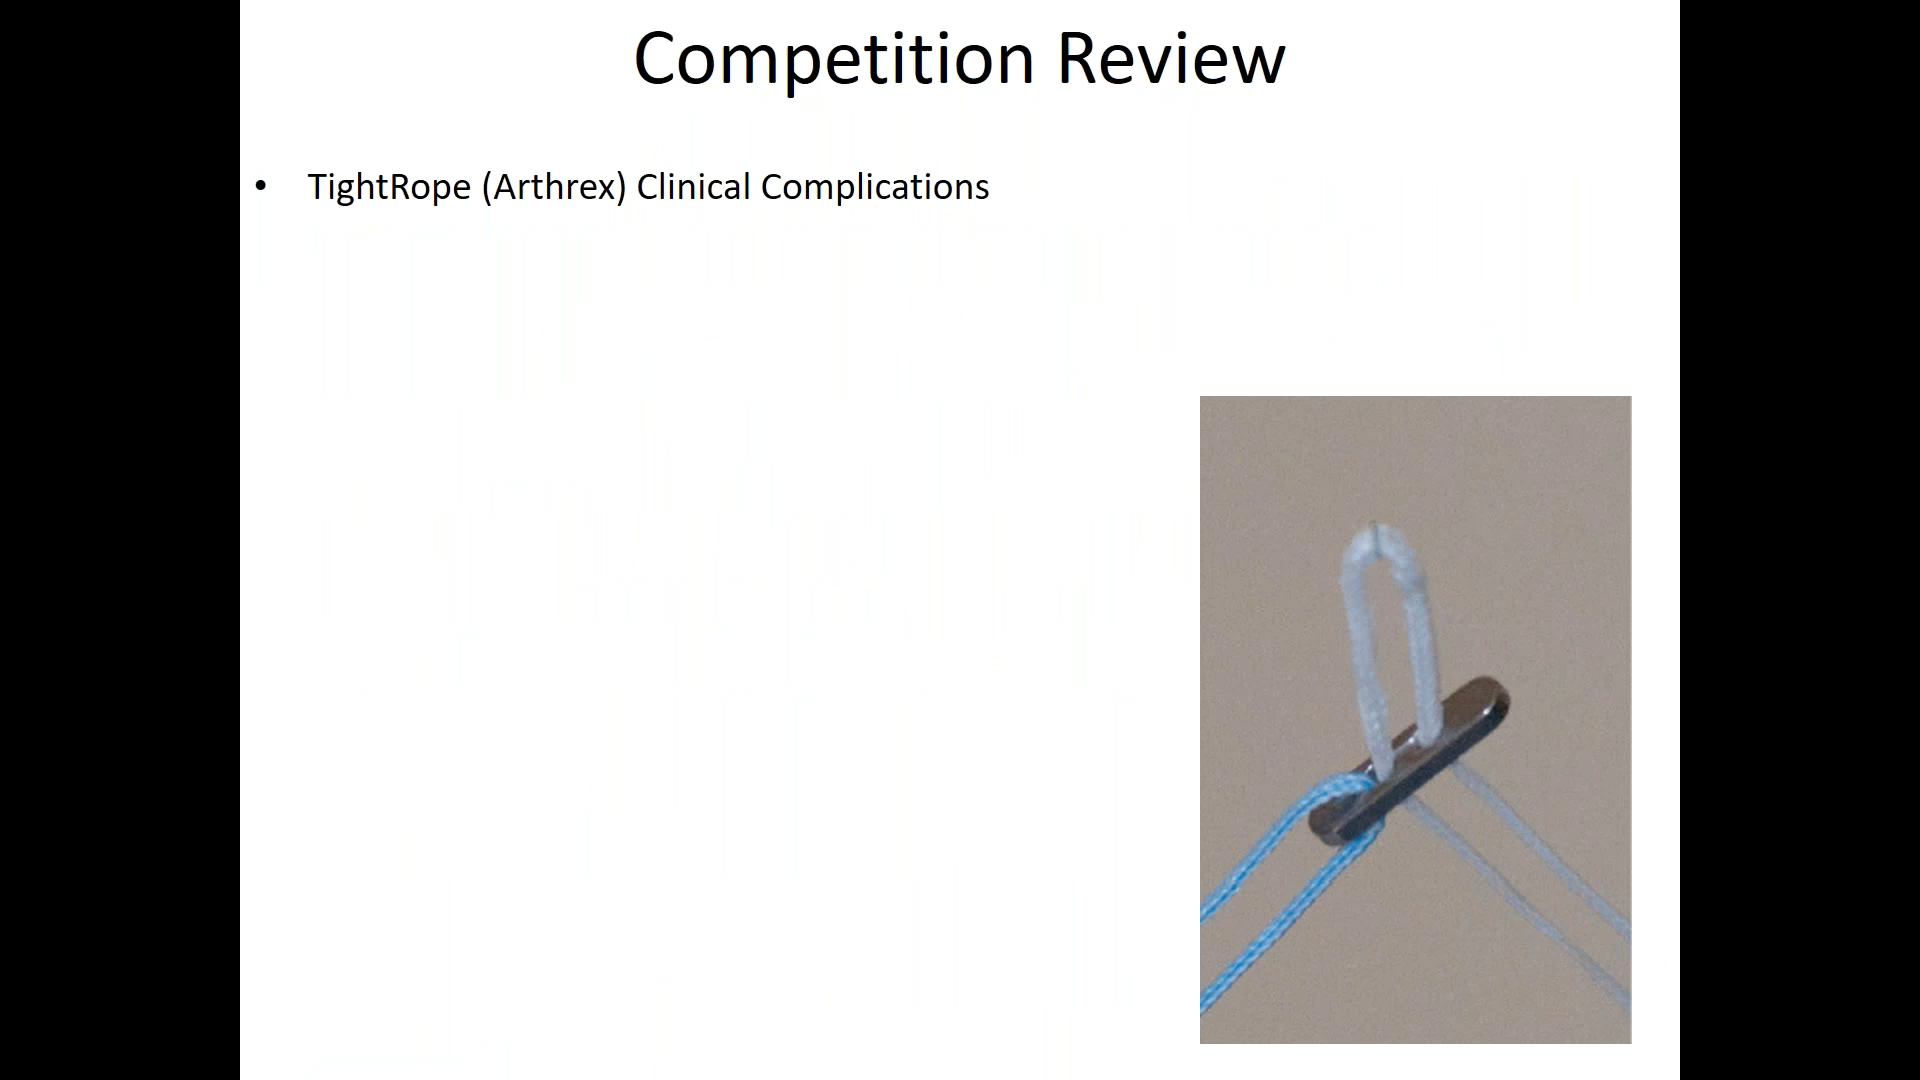 Competition Review
• TightRope (Arthrex) Clinical Complications